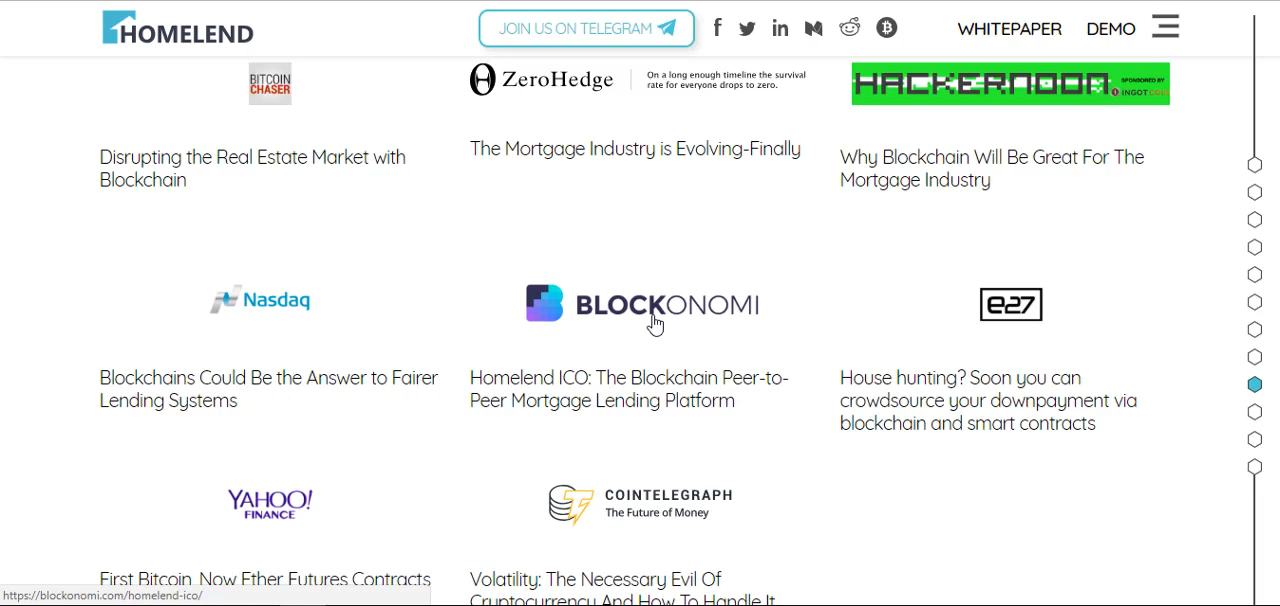 HOMELEND
JOIN US ON TELEGRAM
WHITEPAPER
DEMO
BITCOIN
CHASER
ZeroHedge
On a long enough timeline the survival
rate for everyone drops to zero.
HACKERNOON
SPONSORED BY
INGOTCOIN
Disrupting the Real Estate Market with
Blockchain
The Mortgage Industry is Evolving-Finally
Why Blockchain Will Be Great For The
Mortgage Industry
Nasdaq
BLOCKONOMI
e27
Blockchains Could Be the Answer to Fairer
Lending Systems
Homelend ICO: The Blockchain Peer-to-
Peer Mortgage Lending Platform
House hunting? Soon you can
crowdsource your downpayment via
blockchain and smart contracts
YAHOO!
FINANCE
COINTELEGRAPH
The Future of Money
First Bitcoin, Now Ether Futures Contracts
Volatility: The Necessary Evil Of
Cryptocurrency And How To Handle It
https://blockonomi.com/homelend-ico/